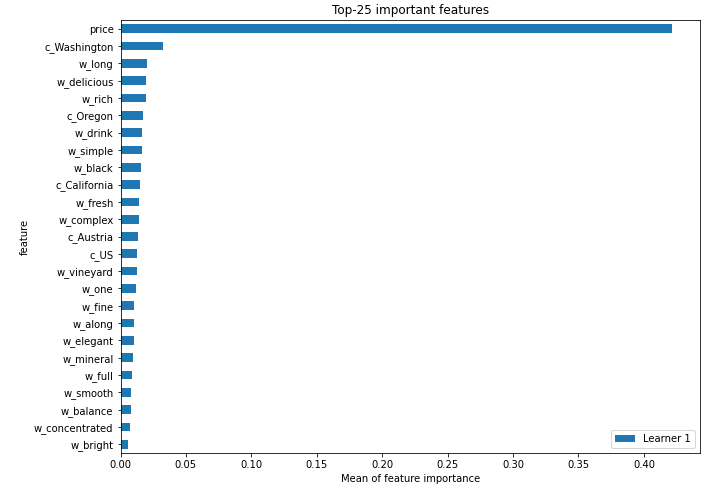 Top-25 important features
price
c_Washington
w_long
w_delicious
w_rich
c_Oregon
w_drink
w_simple
w_black
c_California
w_fresh
w_complex
c_Austria
c_US
w_vineyard
w_one
w_fine
w_along
w_elegant
w_mineral
w_full
w_smooth
w_balance
w_concentrated
w_bright
feature
Learner 1
0.00 0.05 0.10 0.15 0.20 0.25 0.30 0.35 0.40
Mean of feature importance